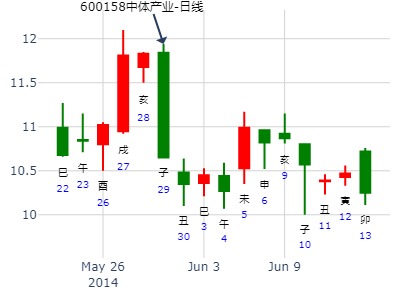 600158中体产业-日线
12
11.5
11
10.5
10
巳
22
午
23
酉
26
戌
27
亥
28
子
29
丑
30
巳
3
午
4
未
5
申
6
亥
9
子
10
丑
11
寅
12
卯
13
May 26
2014
Jun 3
Jun 9